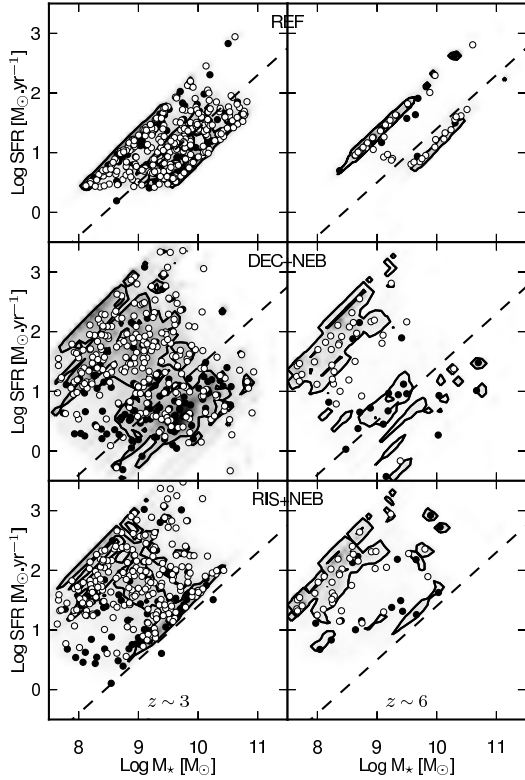 REF
3
2
1
0
Log SFR [M⊙.yr⁻¹]
DEC-NEB
3
2
1
0
Log SFR [M⊙.yr⁻¹]
RIS+NEB
3
2
1
0
Log SFR [M⊙.yr⁻¹]
z ~ 3
z ~ 6
8 9 10 11 8 9 10 11
Log M⋆ [M⊙] Log M⋆ [M⊙]